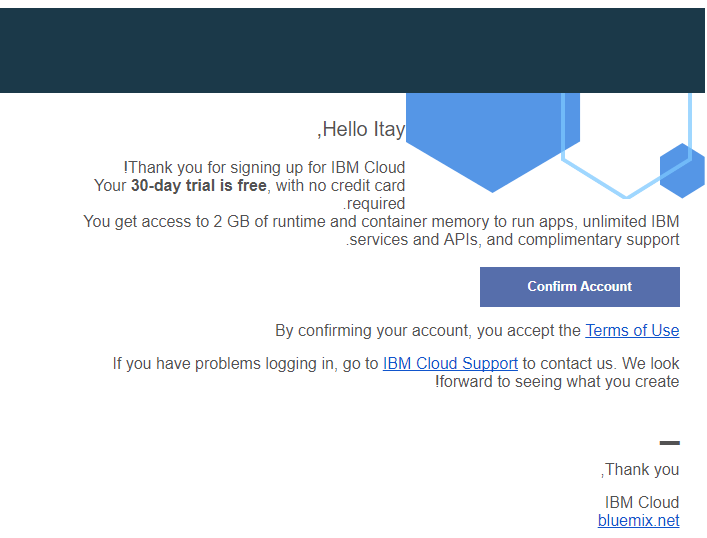 Hello Itay,
Thank you for signing up for IBM Cloud!
Your 30-day trial is free, with no credit card
required.
You get access to 2 GB of runtime and container memory to run apps, unlimited IBM
services and APIs, and complimentary support.
Confirm Account
By confirming your account, you accept the Terms of Use
If you have problems logging in, go to IBM Cloud Support to contact us. We look
forward to seeing what you create!
Thank you,
IBM Cloud
bluemix.net